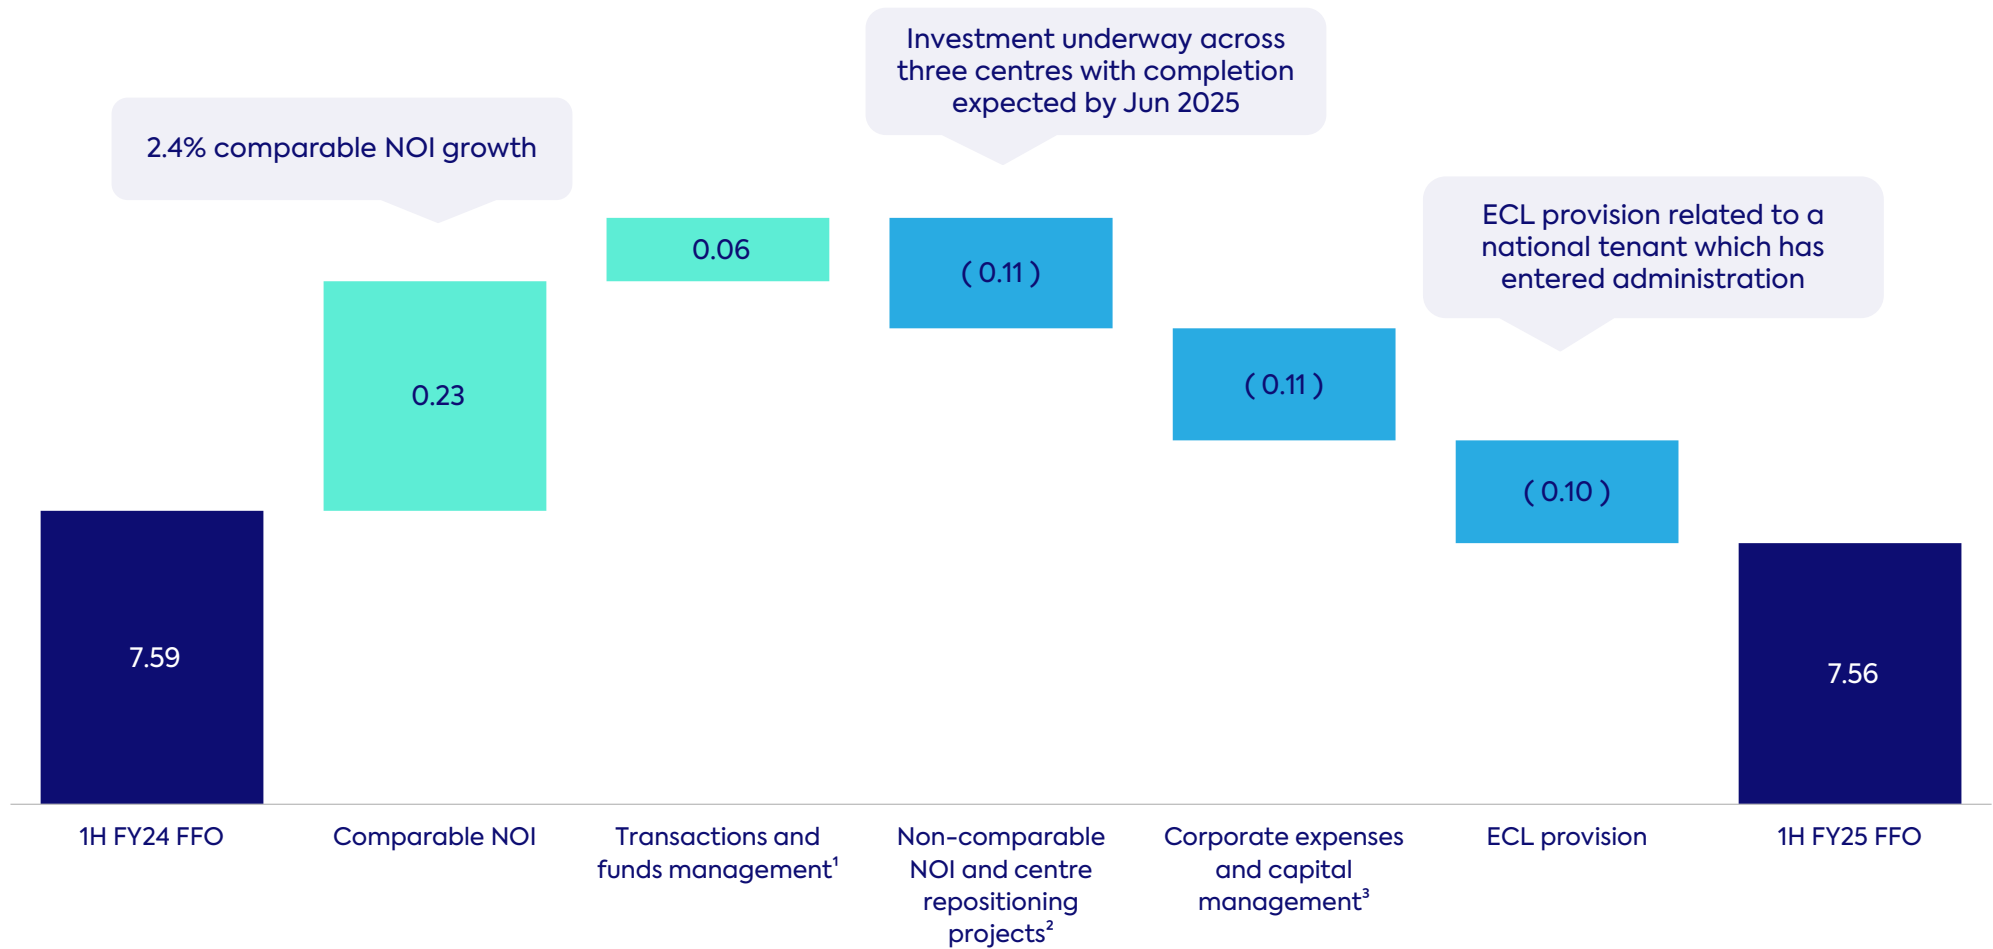 Investment underway across
three centres with completion
expected by Jun 2025
2.4% comparable NOI growth
ECL provision related to a
national tenant which has
entered administration
7.59
0.23
0.06
( 0.11 )
( 0.11 )
( 0.10 )
7.56
1H FY24 FFO
Comparable NOI
Transactions and
funds management¹
Non-comparable
NOI and centre
repositioning
projects²
Corporate expenses
and capital
management³
ECL provision
1H FY25 FFO